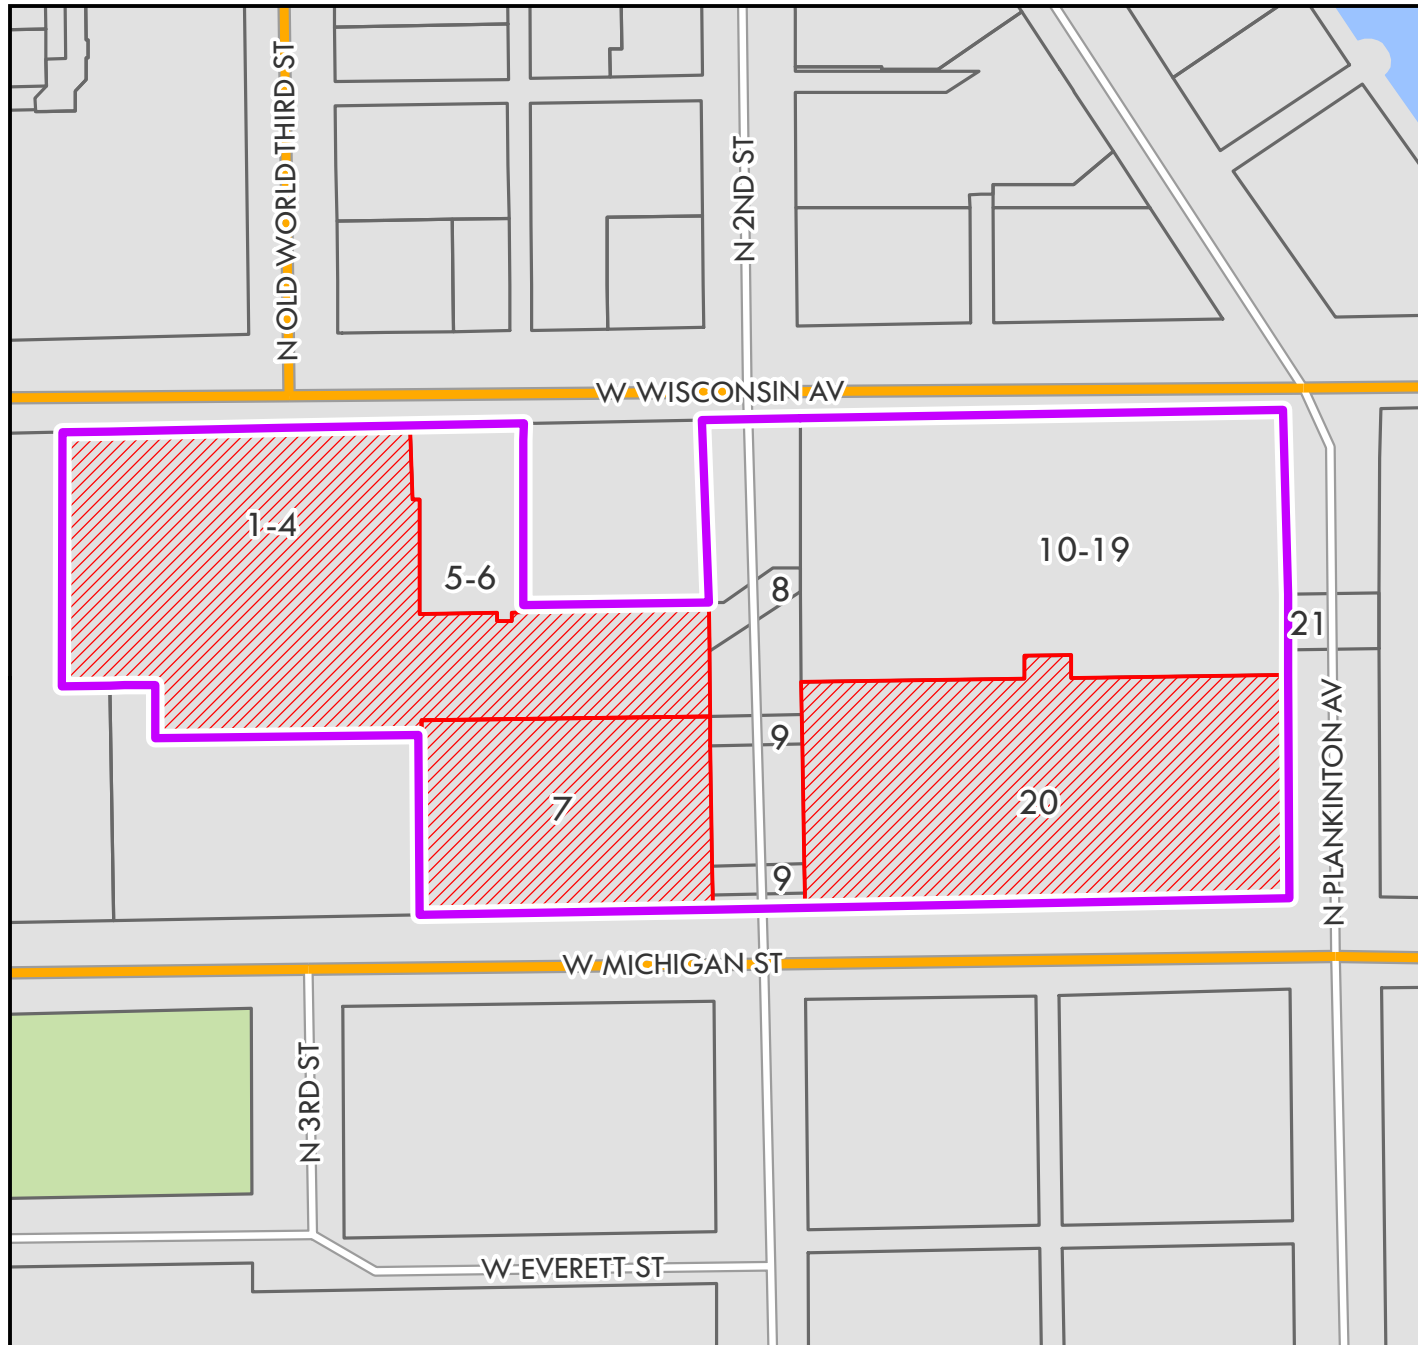 N OLD WORLD THIRD ST
N 2ND ST
W WISCONSIN AV
1-4
5-6
8
10-19
21
9
7
20
9
N PLANKINTON AV
W MICHIGAN ST
N 3RD ST
W EVERETT ST